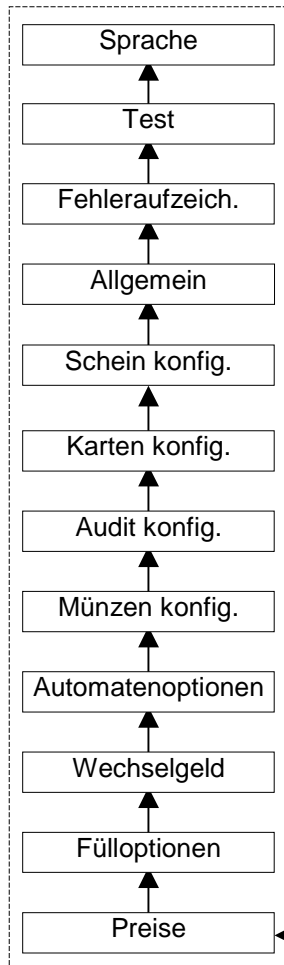 Sprache
Test
Fehleraufzeich.
Allgemein
Schein konfig.
Karten konfig.
Audit konfig.
Münzen konfig.
Automatenoptionen
Wechselgeld
Fülloptionen
Preise